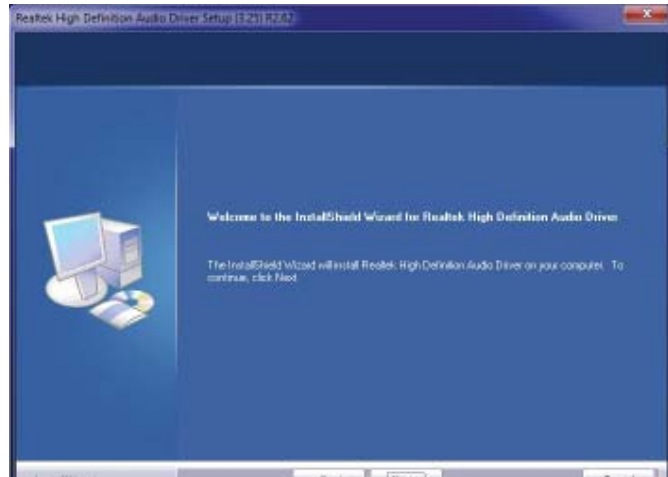 Realtek High Definition Audio Driver Setup (3.25) R2.67
Welcome to the InstallShield Wizard for Realtek High Definition Audio Driver
The InstallShield Wizard will install Realtek High Definition Audio Driver on your computer. To
continue, click Next